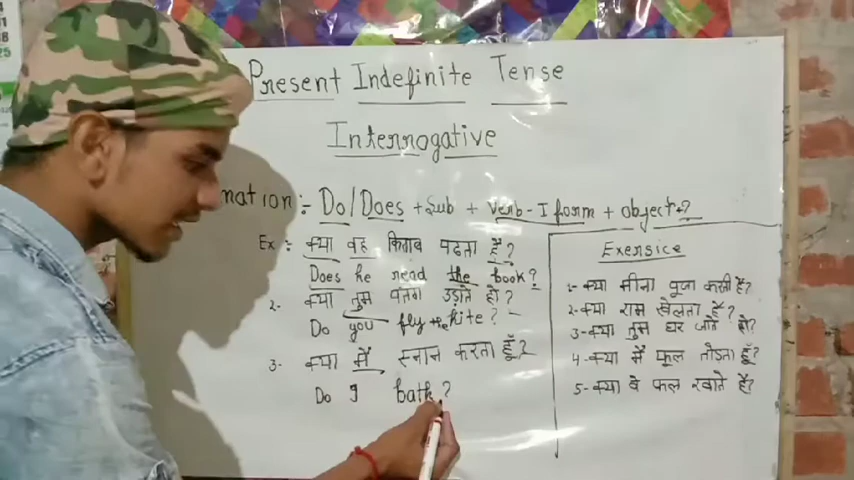 Present Indefinite Tense
Interrogative
mation :- Do/Does + Sub + verb-I form + object + ?
Ex :- क्या वह किताब पढता है?
Does he read the book?
2- क्या तुम पतंग उड़ाते हो?
Do you fly the kite?
3- क्या मैं स्नान करता हूँ?
Do I bath?
Exersice
1- क्या मीना पूजा करती है?
2- क्या राम खेलता है?
3- क्या तुम घर जाते हो?
4- क्या मैं फूल तोडता हूँ?
5- क्या वे फल खाते हैं?